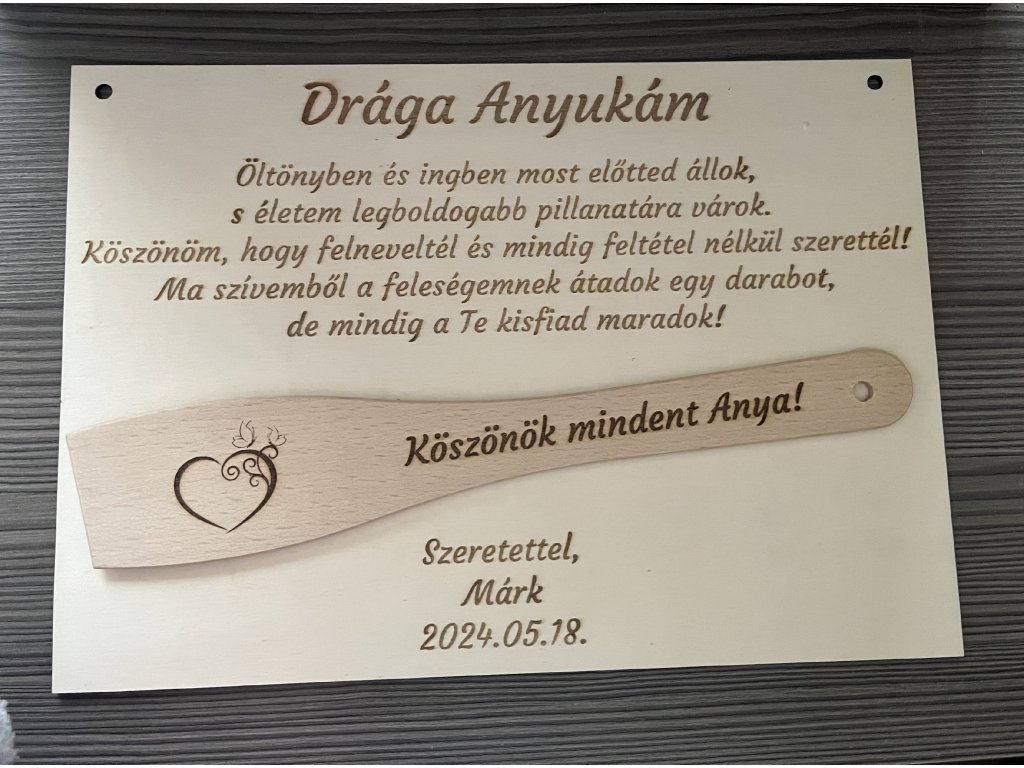 Drága Anyukám
Öltönyben és ingben most előtted állok,
s életem legboldogabb pillanatára várok.
Köszönöm, hogy felneveltél és mindig feltétel nélkül szerettél!
Ma szívemből a feleségemnek átadok egy darabot,
de mindig a Te kisfiad maradok!
Köszönök mindent Anya!
Szeretettel,
Márk
2024.05.18.